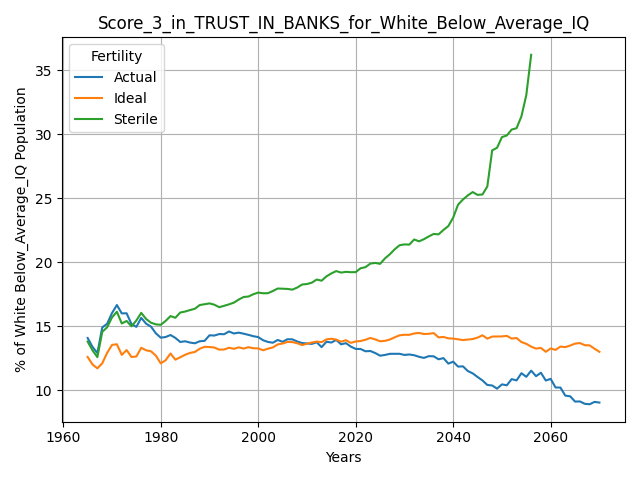 Score_3_in_TRUST_IN_BANKS_for_White_Below_Average_IQ
Fertility
Actual
Ideal
Sterile
% of White Below_Average_IQ Population
35
30
25
20
15
10
1960
1980
2000
2020
2040
2060
Years